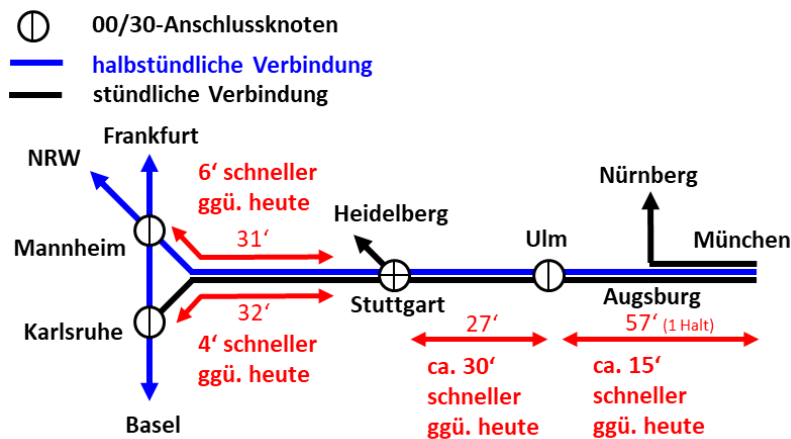 00/30-Anschlussknoten
halbstündliche Verbindung
stündliche Verbindung
Frankfurt
NRW
6‘ schneller
ggü. heute
Nürnberg
Heidelberg
31‘
Ulm
München
Mannheim
Stuttgart
Augsburg
Karlsruhe
32‘
27‘
57‘ (1 Halt)
4‘ schneller
ggü. heute
ca. 30‘
schneller
ggü. heute
ca. 15‘
schneller
ggü. heute
Basel